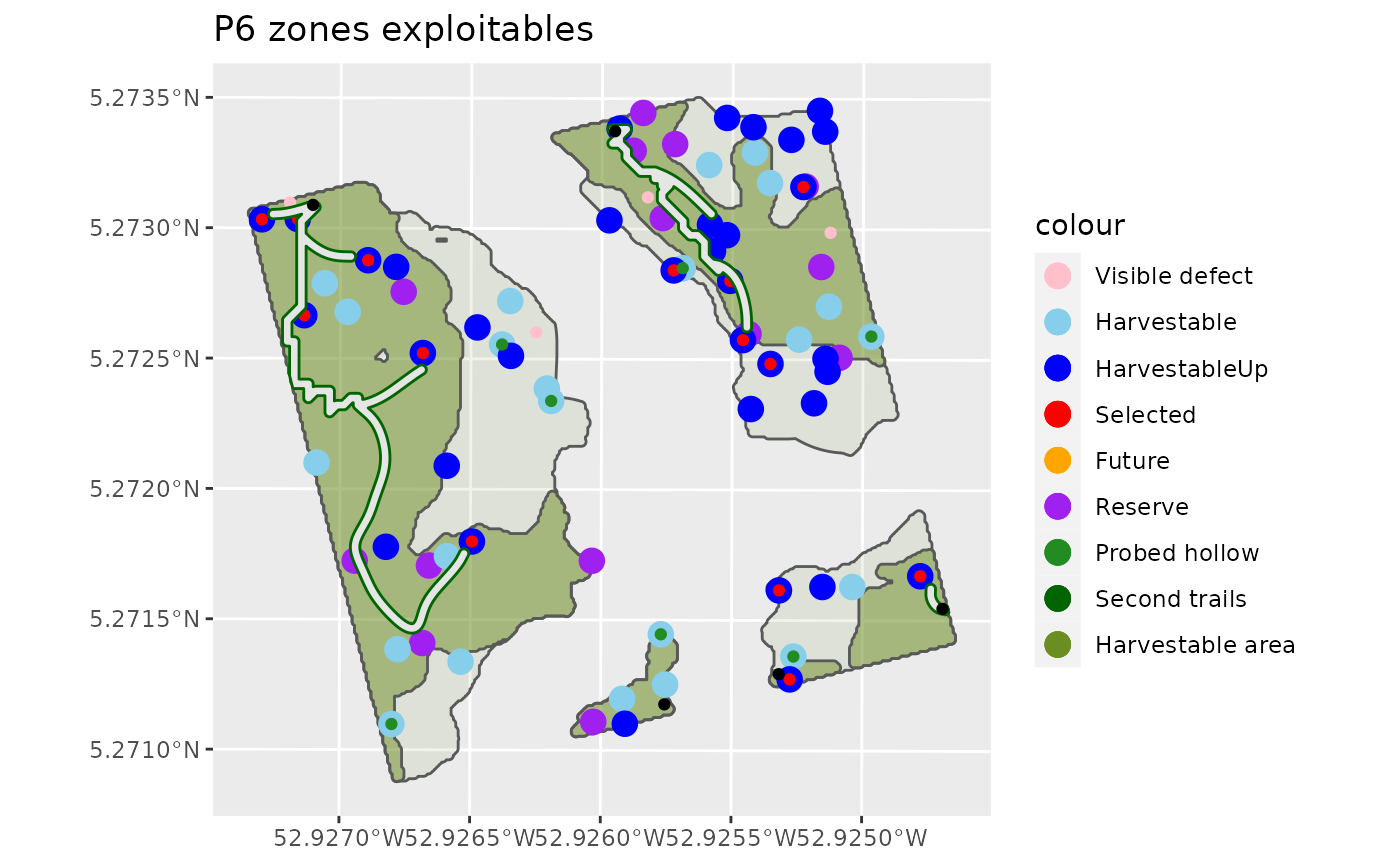 P6 zones exploitables
5.2735°N
5.2730°N
5.2725°N
5.2720°N
5.2715°N
5.2710°N
52.9270°W52.9265°W52.9260°W52.9255°W52.9250°W
colour
Visible defect
Harvestable
HarvestableUp
Selected
Future
Reserve
Probed hollow
Second trails
Harvestable area